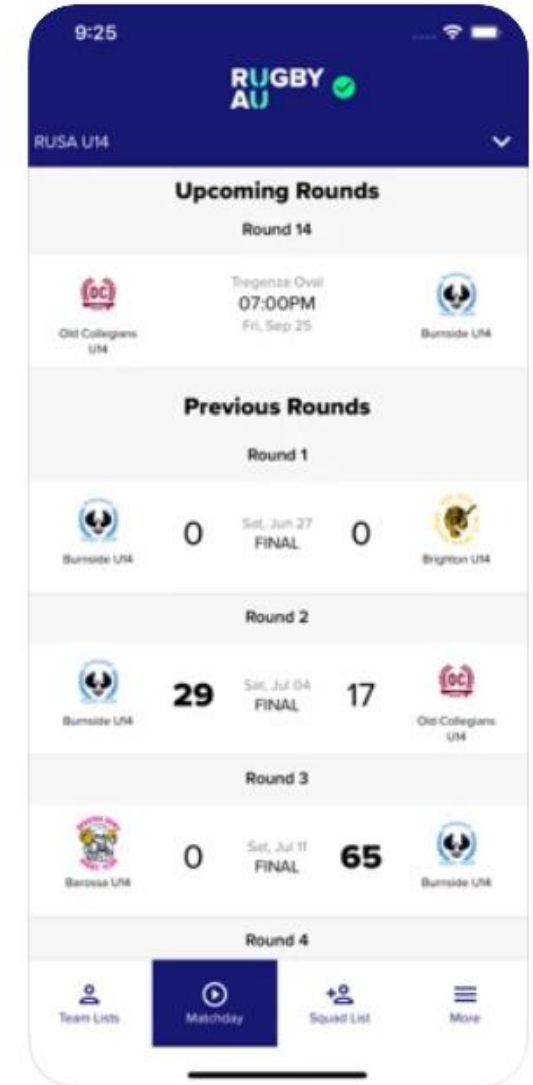 9:25
RUGBY
AU
RUSA U14
Upcoming Rounds
Round 14
Tregenza Oval
OC
07:00PM
Fri, Sep 25
Old Collegians
U14
Burnside U14
Previous Rounds
Round 1
0
Sat, Jun 27
FINAL
0
Burnside U14
Brighton U14
Round 2
29
Sat, Jul 04
FINAL
17
OC
Burnside U14
Old Collegians
U14
Round 3
0
Sat, Jul 11
FINAL
65
Barossa U14
Burnside U14
Round 4
Team Lists
Matchday
Squad List
More